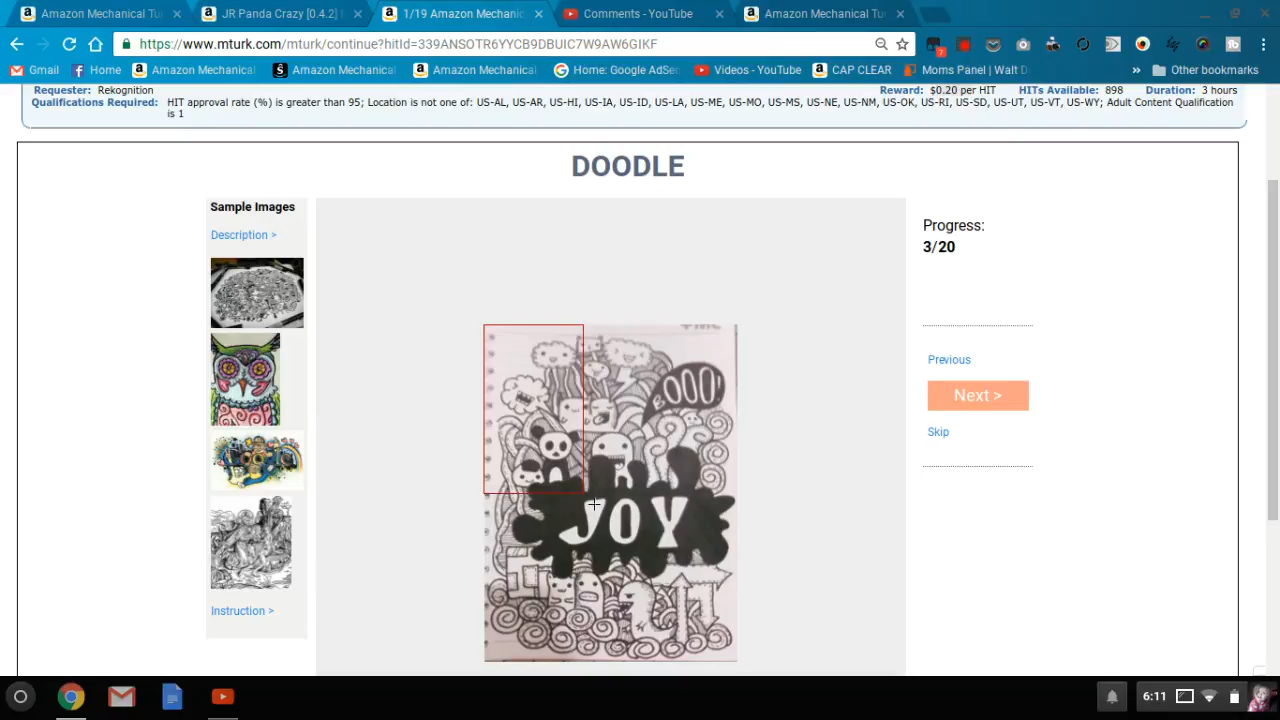 Amazon Mechanical Tu
JR Panda Crazy [0.4.2]
1/19 Amazon Mechanic
Comments - YouTube
Amazon Mechanical Tu
https://www.mturk.com/mturk/continue?hitId=339ANSOTR6YYCB9DBUIC7W9AW6GIKF
7
Gmail
Home
Amazon Mechanical
Amazon Mechanical
Amazon Mechanical
Home: Google AdSen
Videos - YouTube
CAP CLEAR
Moms Panel | Walt D
»
Other bookmarks
Requester: Rekognition
Reward: $0.20 per HIT
HITs Available: 898
Duration: 3 hours
Qualifications Required: HIT approval rate (%) is greater than 95; Location is not one of: US-AL, US-AR, US-HI, US-IA, US-ID, US-LA, US-ME, US-MO, US-MS, US-NE, US-NM, US-OK, US-RI, US-SD, US-UT, US-VT, US-WY; Adult Content Qualification
is 1
DOODLE
Sample Images
Description >
Instruction >
BOOO!
JOY
Progress:
3/20
Previous
Next >
Skip
6:11